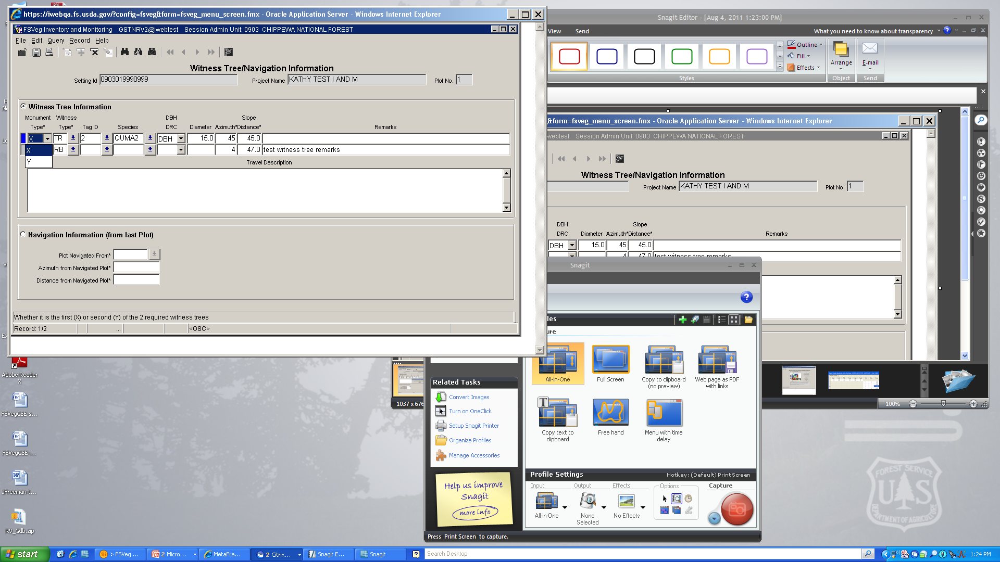 https://iwebqa.fs.usda.gov/?config=fsveg&form=fsveg_menu_screen.fmx - Oracle Application Server - Windows Internet Explorer
FSVeg Inventory and Monitoring GSTNRV2@iwebtest Session Admin Unit: 0903 CHIPPEWA NATIONAL FOREST
File Edit Query Record Help
Witness Tree/Navigation Information
Setting Id 0903019990999 Project Name KATHY TEST I AND M Plot No. 1
Witness Tree Information
Monument Witness DBH Slope
Type* Type* Tag ID Species DRC Diameter Azimuth* Distance* Remarks
X TR 2 QUMA2 DBH 15.0 45 45.0
X RB 4 47.0 test witness tree remarks
Y
Travel Description
Navigation Information (from last Plot)
Plot Navigated From*
Azimuth from Navigated Plot*
Distance from Navigated Plot*
Whether it is the first (X) or second (Y) of the 2 required witness trees
Record: 1/2 ... <OSC>
Snagit Editor - [Aug 4, 2011 1:23:00 PM]
View Send What you need to know about transparency
Outline
Fill
Effects
Arrange
E-mail
Styles Object Send
&form=fsveg_menu_screen.fmx - Oracle Application Server - Windows Internet Explorer
webtest Session Admin Unit: 0903 CHIPPEWA NATIONAL FOREST
Witness Tree/Navigation Information
Project Name KATHY TEST I AND M Plot No. 1
DBH Slope
DRC Diameter Azimuth* Distance* Remarks
DBH 15.0 45 45.0
4 47.0 test witness tree remarks
Snagit
les
ure
All-in-One
Full Screen
Copy to clipboard (no preview)
Web page as PDF with links
Copy text to clipboard
Free hand
Menu with time delay
Related Tasks
Convert Images
Turn on OneClick
Setup Snagit Printer
Organize Profiles
Manage Accessories
Help us improve
Snagit
more info
Profile Settings Hotkey: (Default) Print Screen
Input Output Effects Options Capture
All-in-One
None Selected
No Effects
Press Print Screen to capture.
1037 x 676
100%
Adobe Reader X
FSVegCSE-s...
FSVegCSE-...
JFreeman-t...
R9_Gdb.zip
FOREST SERVICE
U S
DEPARTMENT OF AGRICULTURE
start > FSVeg ... 2 Micro... MetaFra... 2 Citrix... Snagit E... Snagit Search Desktop 1:24 PM